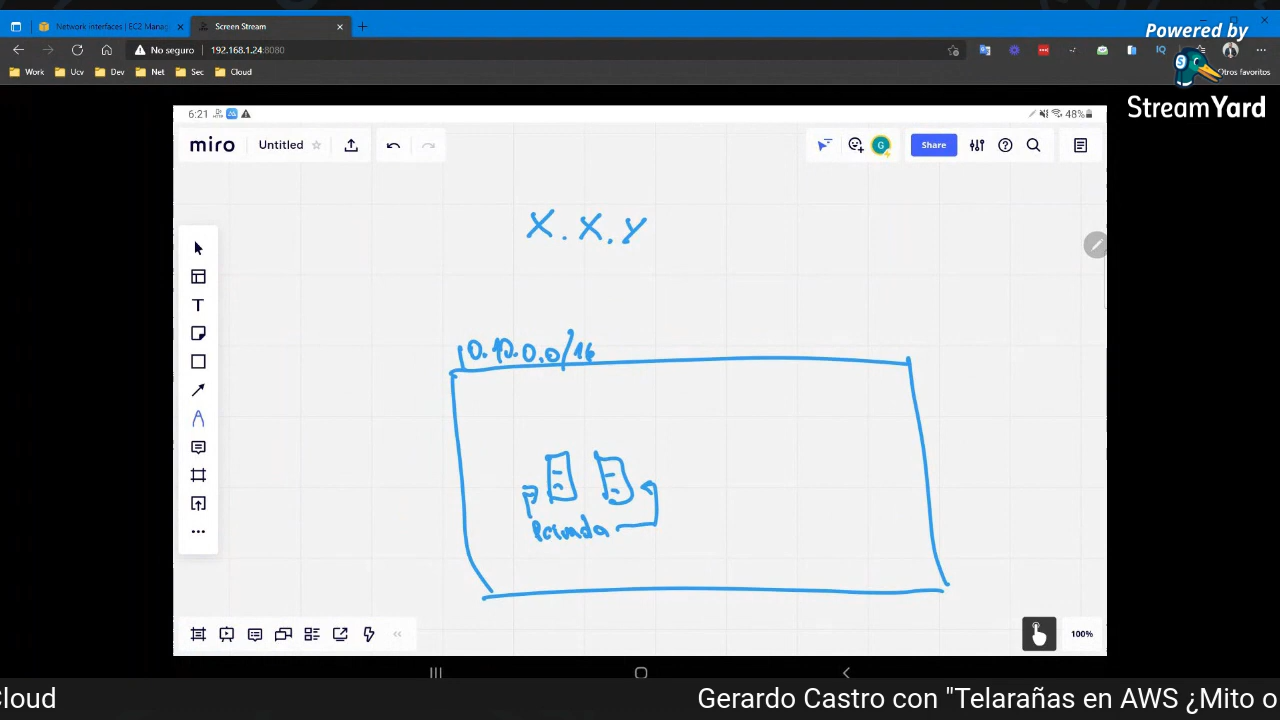 Network interfaces | EC2 Manag
Screen Stream
Powered by
No seguro
192.168.1.24:8080
Work
Ucv
Dev
Net
Sec
Cloud
Otros favoritos
StreamYard
6:21
48%
miro
Untitled
Share
X.X.Y
10.10.0.0/16
Privada
100%
Cloud
Gerardo Castro con "Telarañas en AWS ¿Mito o